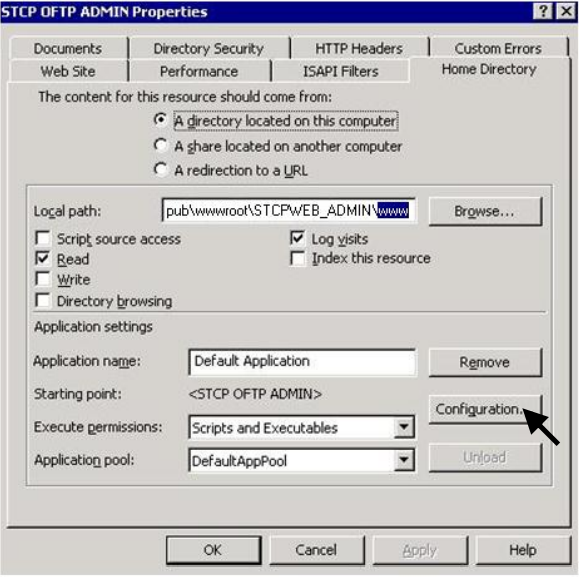 STCP OFTP ADMIN Properties ? X
Documents Directory Security HTTP Headers Custom Errors
Web Site Performance ISAPI Filters Home Directory
The content for this resource should come from:
A directory located on this computer
A share located on another computer
A redirection to a URL
Local path: pub\wwwroot\STCPWEB_ADMIN\www Browse...
Script source access Log visits
Read Index this resource
Write
Directory browsing
Application settings
Application name: Default Application Remove
Starting point: <STCP OFTP ADMIN>
Configuration...
Execute permissions: Scripts and Executables
Application pool: DefaultAppPool Unload
OK Cancel Apply Help